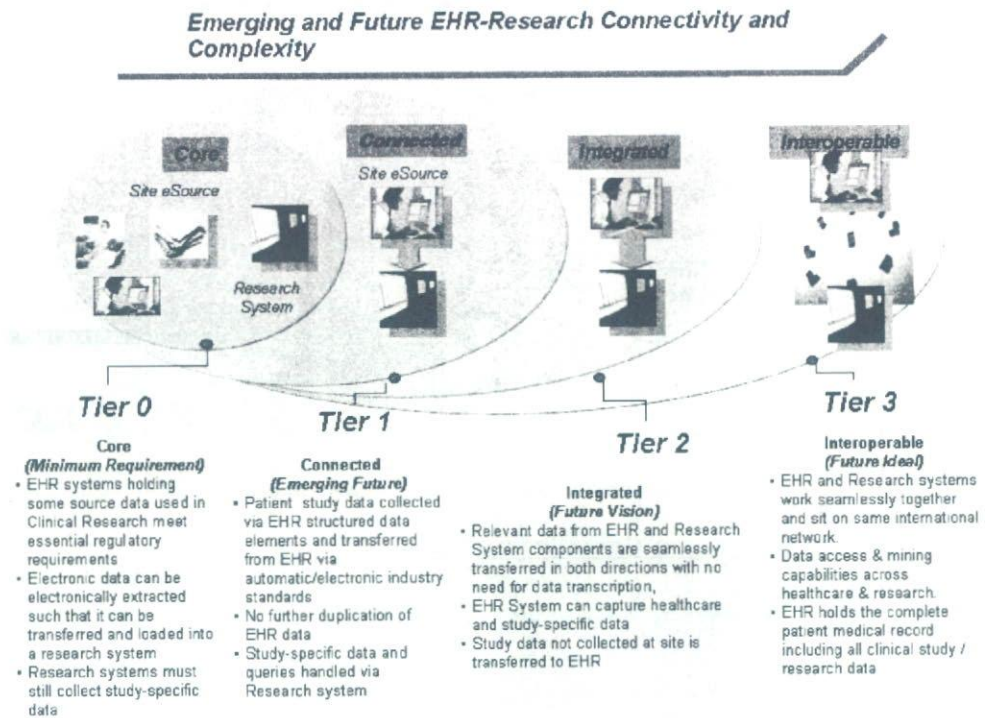 Emerging and Future EHR-Research Connectivity and
Complexity
Core
Connected
Integrated
Interoperable
Site eSource
Site eSource
Research
System
Tier 0
Tier 1
Tier 2
Tier 3
Core
(Minimum Requirement)
• EHR systems holding
some source data used in
Clinical Research meet
essential regulatory
requirements
• Electronic data can be
electronically extracted
such that it can be
transferred and loaded into
a research system
• Research systems must
still collect study-specific
data
Connected
(Emerging Future)
• Patient study data collected
via EHR structured data
elements and transferred
from EHR via
automatic/electronic industry
standards
• No further duplication of
EHR data
• Study-specific data and
queries handled via
Research system
Integrated
(Future Vision)
• Relevant data from EHR and Research
System components are seamlessly
transferred in both directions with no
need for data transcription,
• EHR System can capture healthcare
and study-specific data
• Study data not collected at site is
transferred to EHR
Interoperable
(Future Ideal)
• EHR and Research systems
work seamlessly together
and sit on same international
network.
• Data access & mining
capabilities across
healthcare & research.
• EHR holds the complete
patient medical record
including all clinical study /
research data